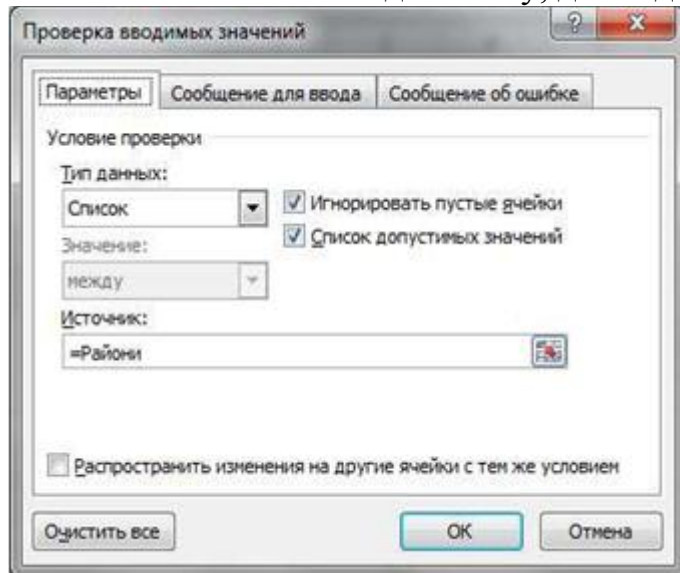 Проверка вводимых значений
Параметры Сообщение для ввода Сообщение об ошибке
Условие проверки
Тип данных:
Список Игнорировать пустые ячейки
Значение: Список допустимых значений
между
Источник:
=Райони
Распространить изменения на другие ячейки с тем же условием
Очистить все OK Отмена